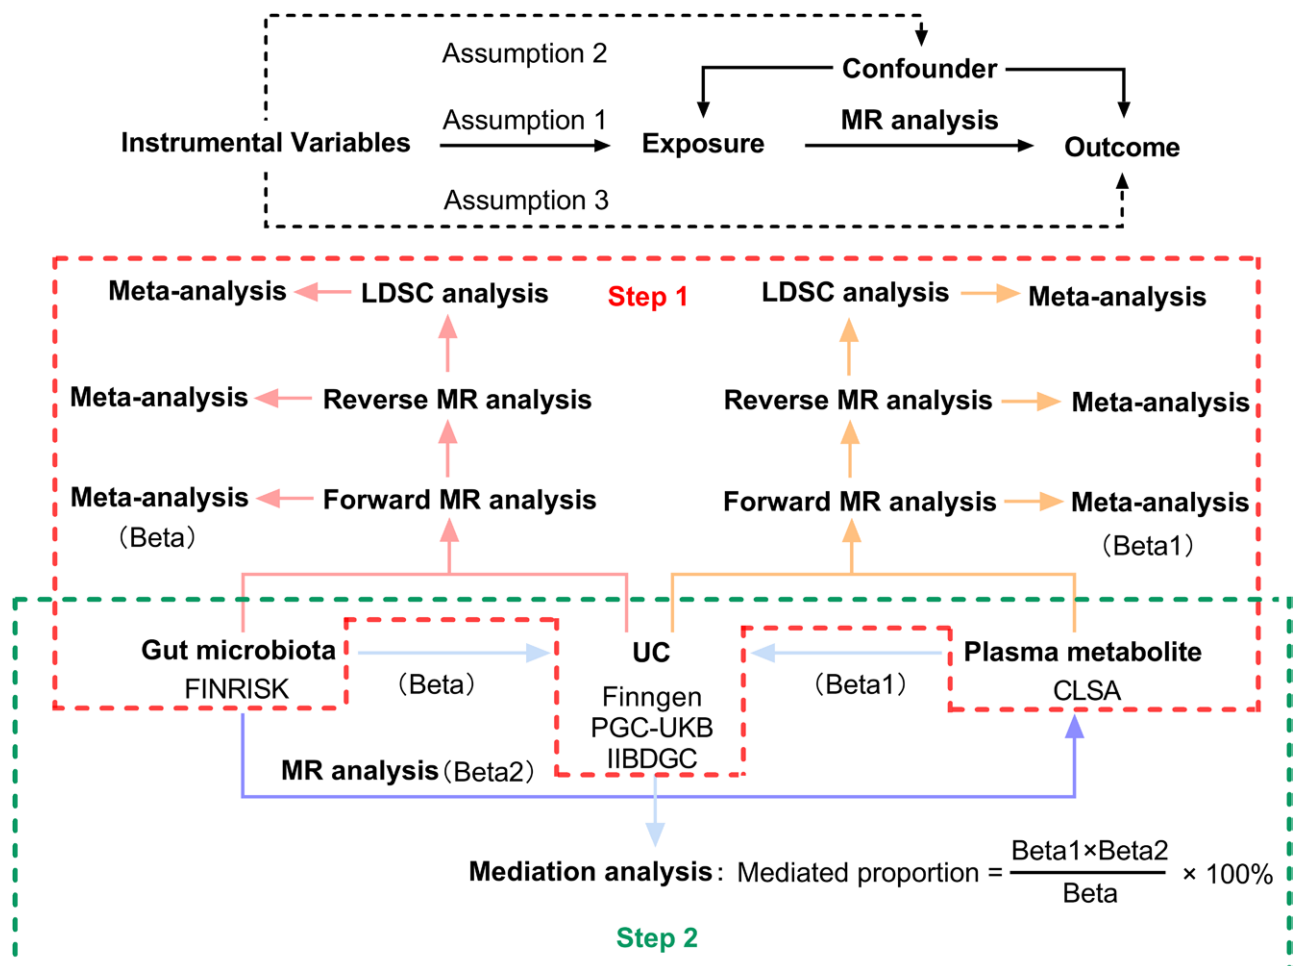 Assumption 2
Confounder
Assumption 1
MR analysis
Instrumental Variables
Exposure
Outcome
Assumption 3
Step 1
Meta-analysis
LDSC analysis
LDSC analysis
Meta-analysis
Meta-analysis
Reverse MR analysis
Reverse MR analysis
Meta-analysis
Meta-analysis
(Beta)
Forward MR analysis
Forward MR analysis
Meta-analysis
(Beta1)
Gut microbiota
FINRISK
(Beta)
UC
Finngen
PGC-UKB
IIBDGC
(Beta1)
Plasma metabolite
CLSA
MR analysis(Beta2)
Mediation analysis: Mediated proportion = Beta1×Beta2 / Beta × 100%
Step 2